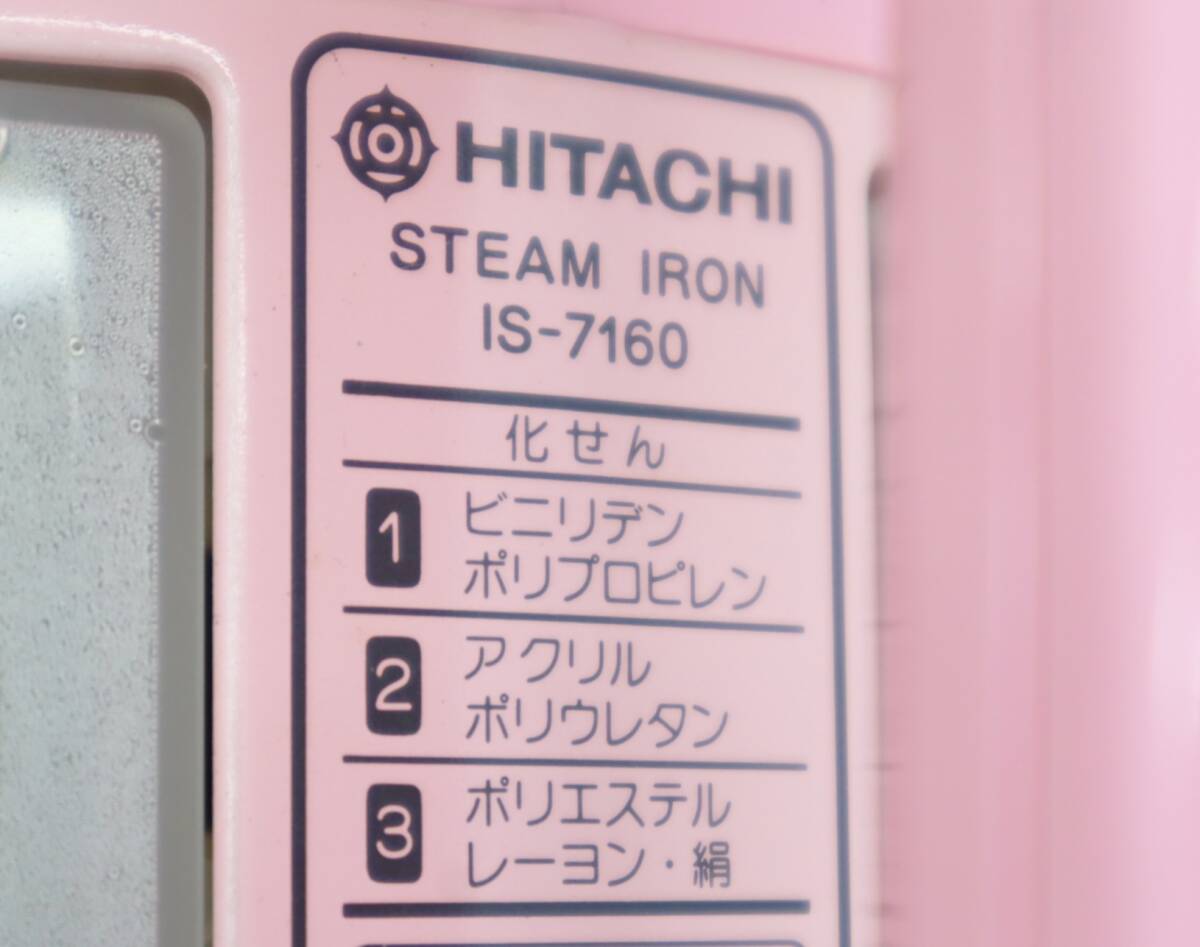 HITACHI
STEAM IRON
IS-7160
化せん
1
ビニリデン
ポリプロピレン
2
アクリル
ポリウレタン
3
ポリエステル
レーヨン・絹